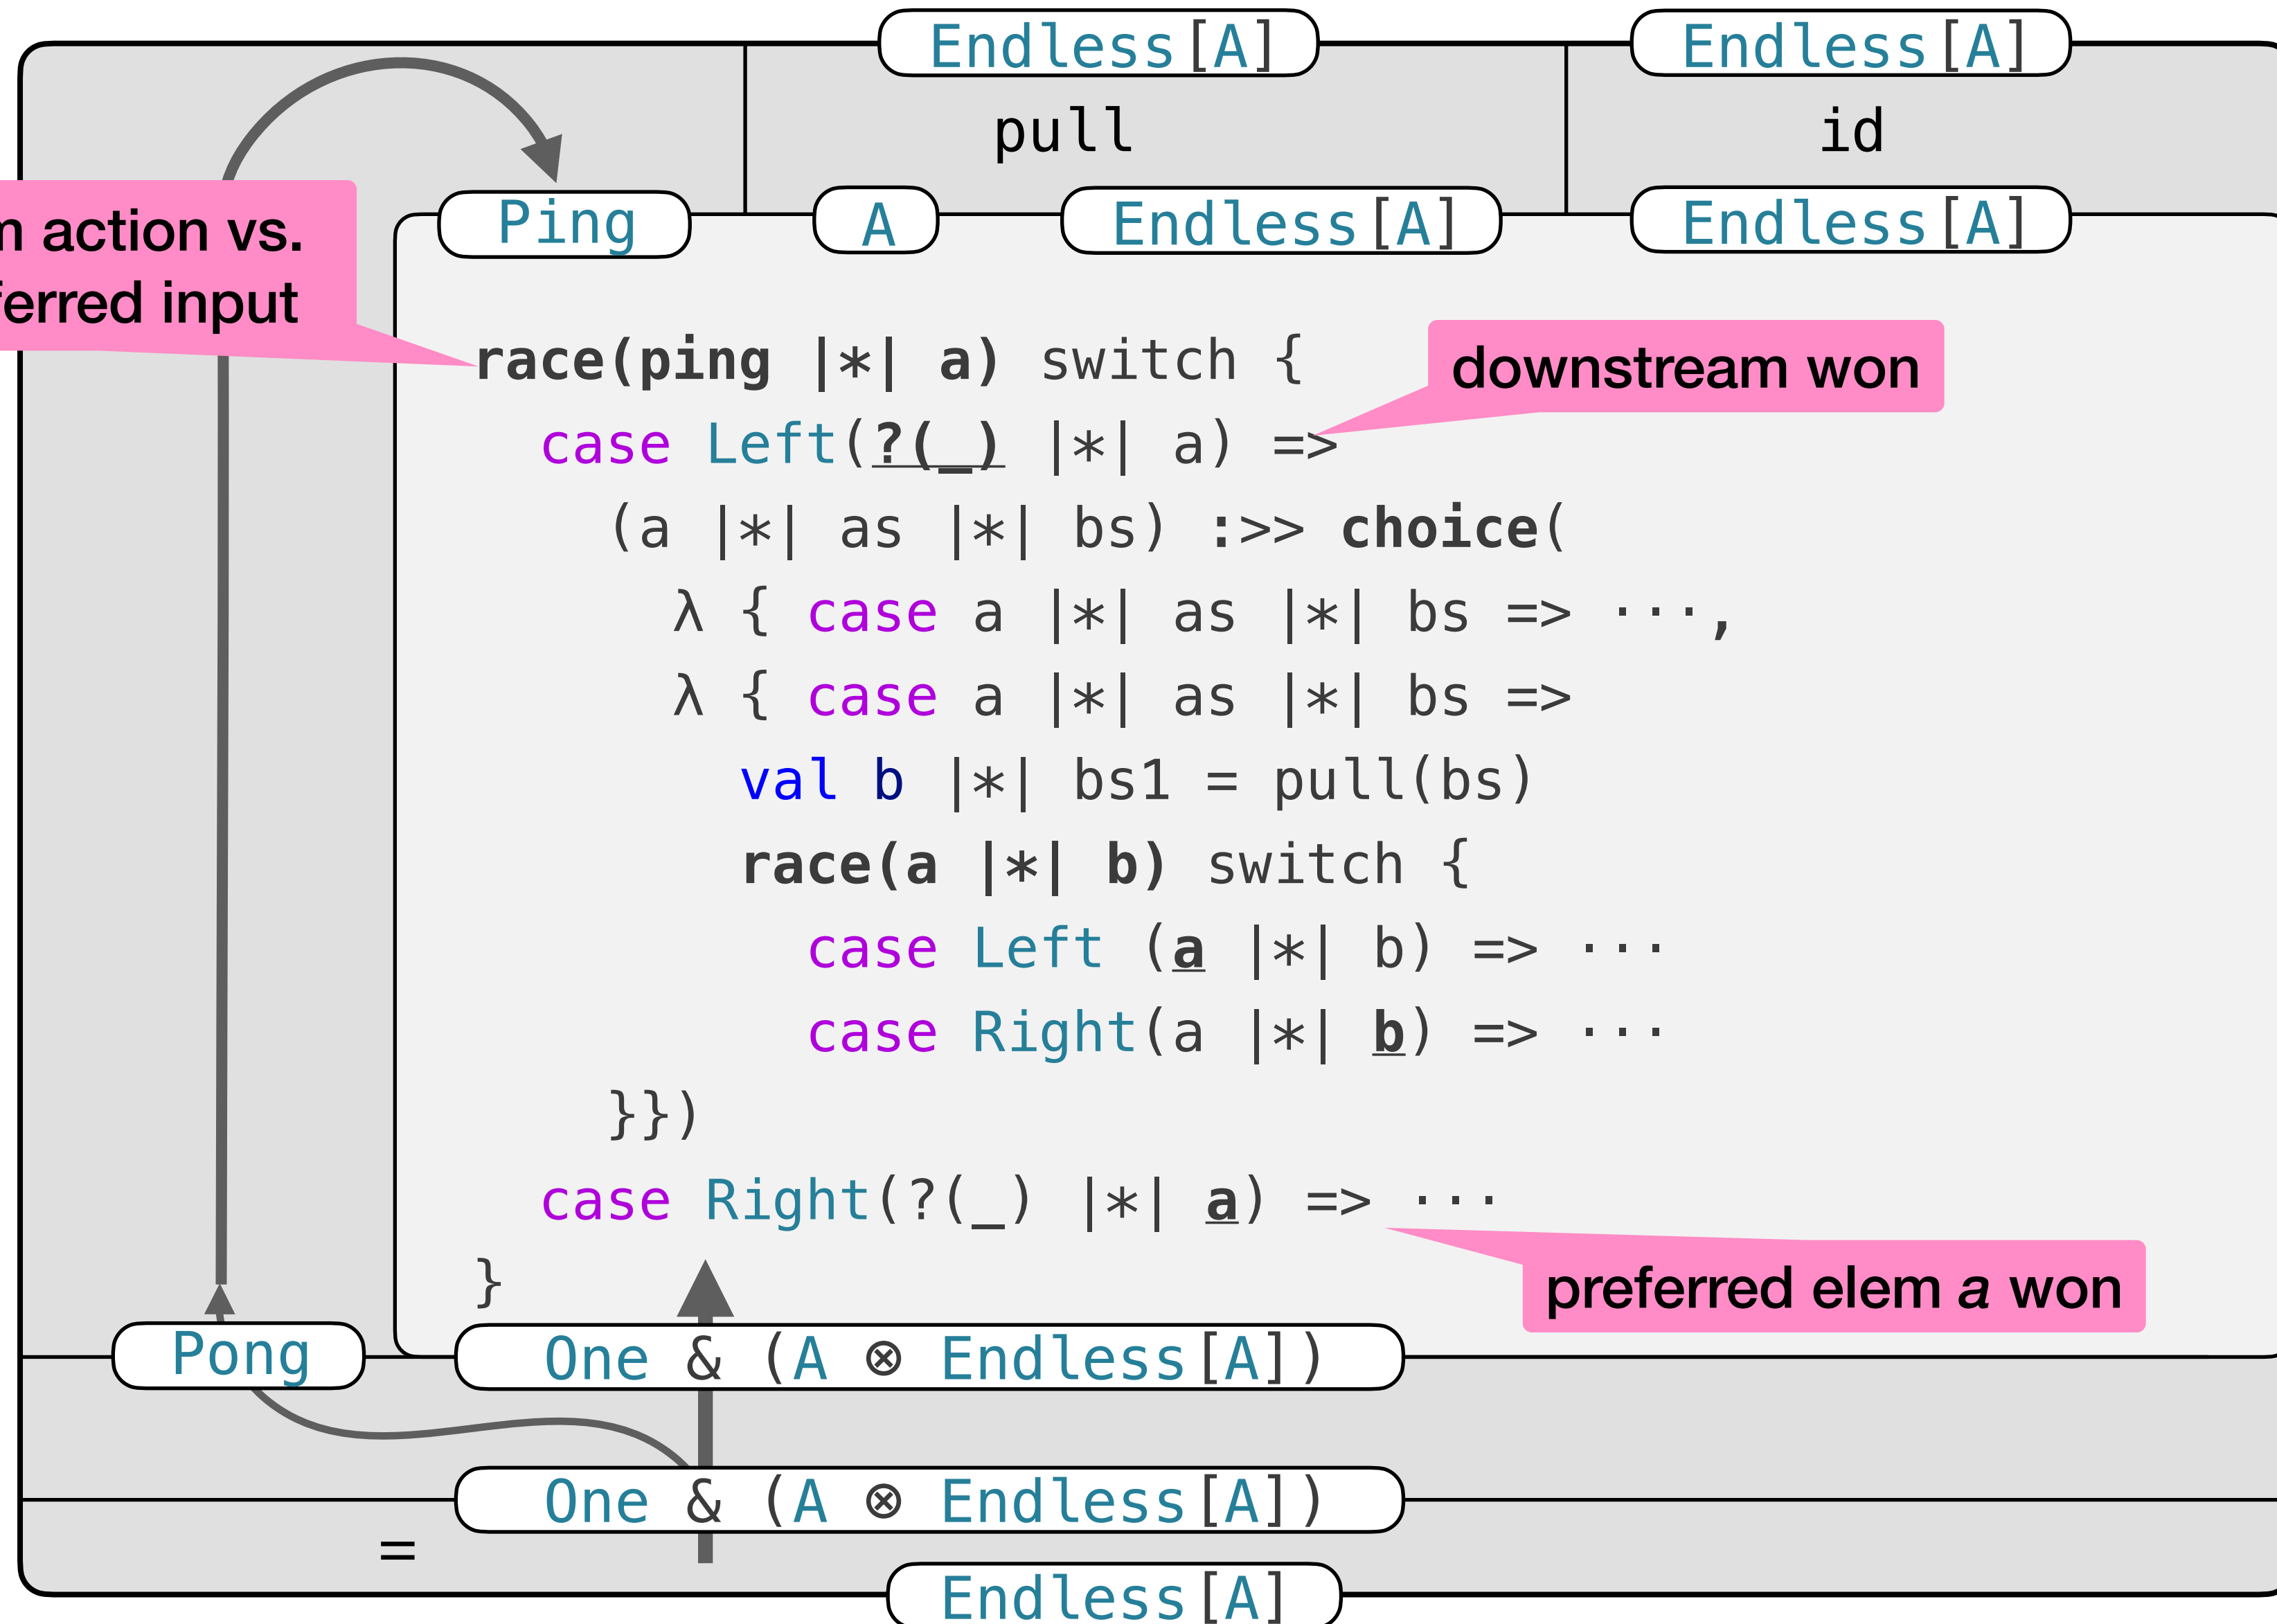 Endless[A] Endless[A]
pull id
Ping A Endless[A] Endless[A]
action vs.
input
race(ping |*| a) switch {
downstream won
case Left(?(_) |*| a) =>
(a |*| as |*| bs) :>> choice(
λ { case a |*| as |*| bs => ···,
λ { case a |*| as |*| bs =>
val b |*| bs1 = pull(bs)
race(a |*| b) switch {
case Left (a |*| b) => ···
case Right(a |*| b) => ···
}})
case Right(?(_) |*| a) => ···
}
preferred elem a won
Pong One & (A ⊗ Endless[A])
One & (A ⊗ Endless[A])
=
Endless[A]